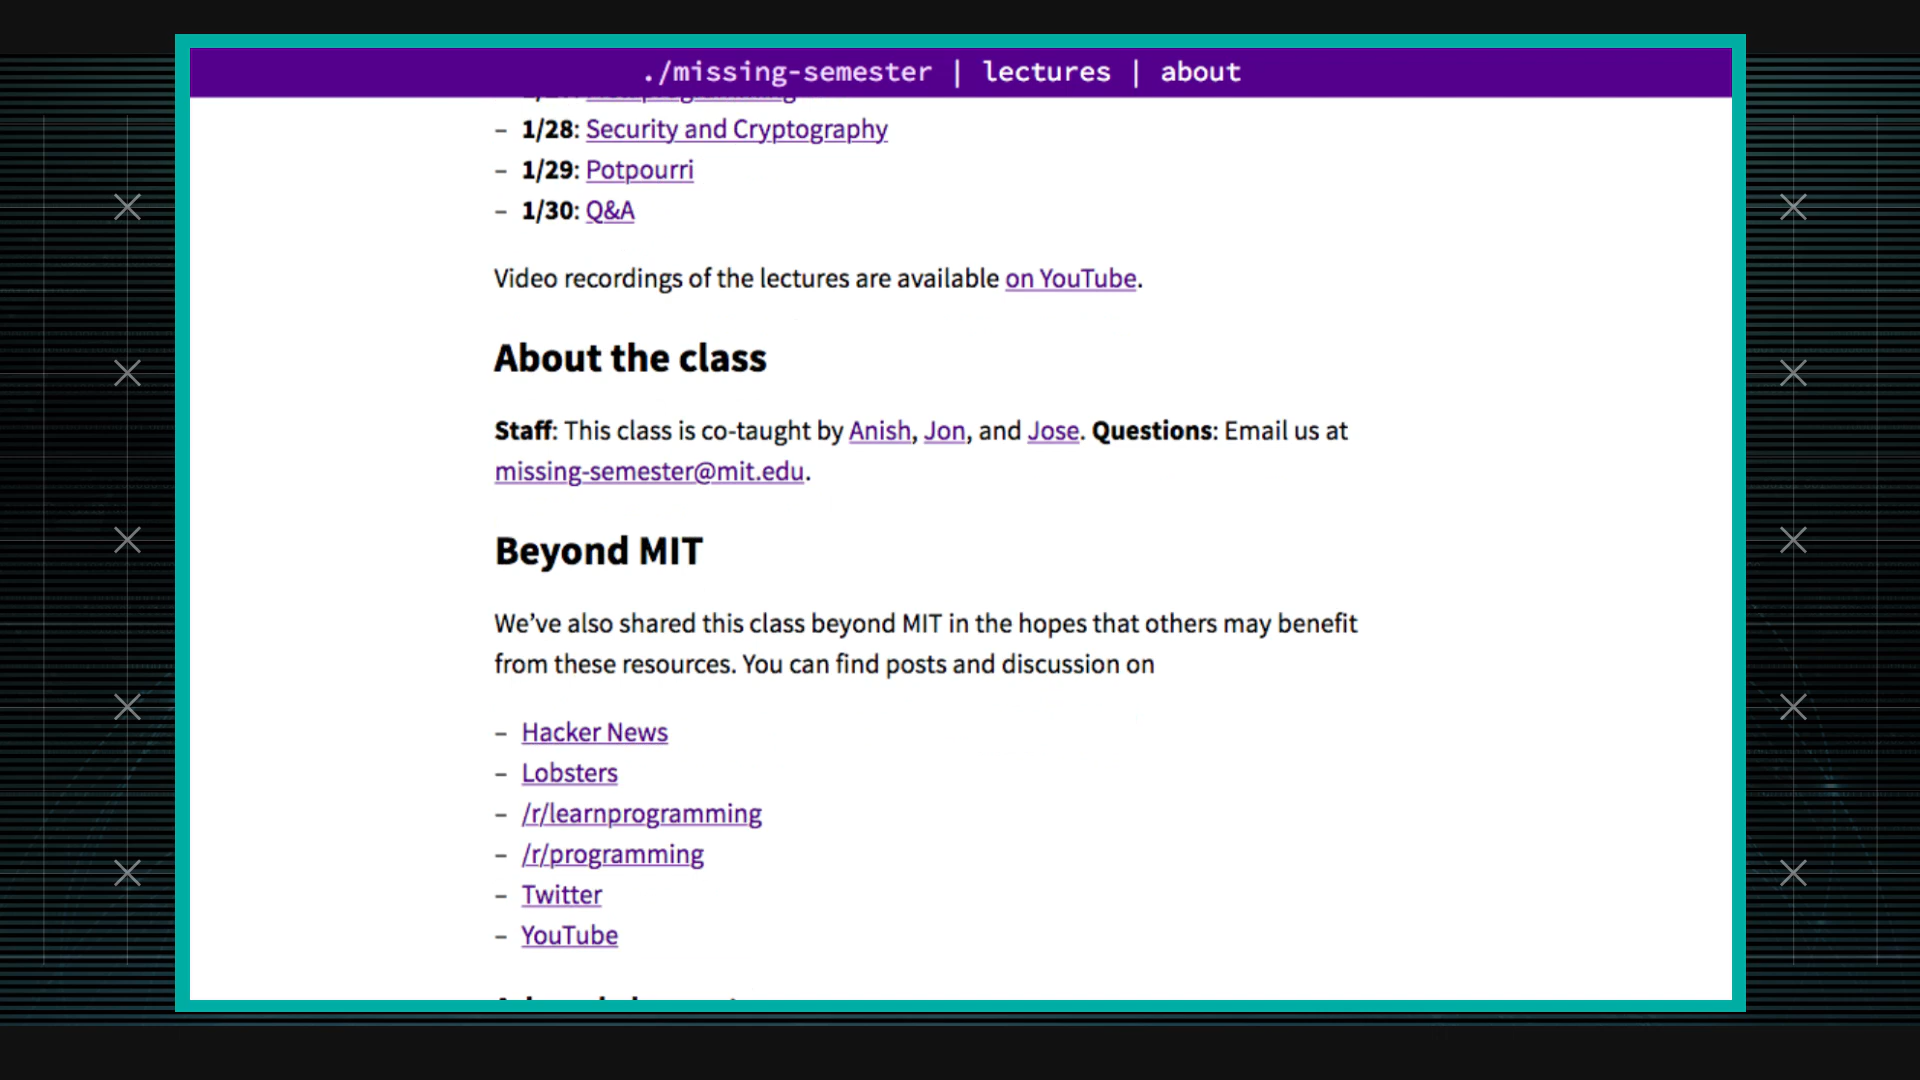 ./missing-semester | lectures | about
– 1/28: Security and Cryptography
– 1/29: Potpourri
– 1/30: Q&A
Video recordings of the lectures are available on YouTube.
About the class
Staff: This class is co-taught by Anish, Jon, and Jose. Questions: Email us at
missing-semester@mit.edu.
Beyond MIT
We’ve also shared this class beyond MIT in the hopes that others may benefit
from these resources. You can find posts and discussion on
– Hacker News
– Lobsters
– /r/learnprogramming
– /r/programming
– Twitter
– YouTube